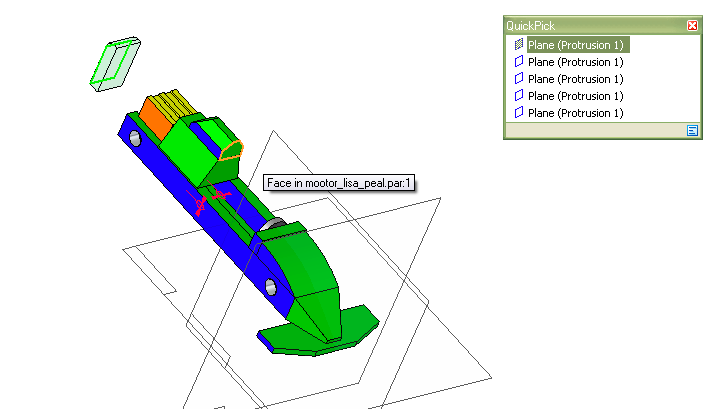 QuickPick
Plane (Protrusion 1)
Plane (Protrusion 1)
Plane (Protrusion 1)
Plane (Protrusion 1)
Plane (Protrusion 1)
Face in mootor_lisa_peal.par:1